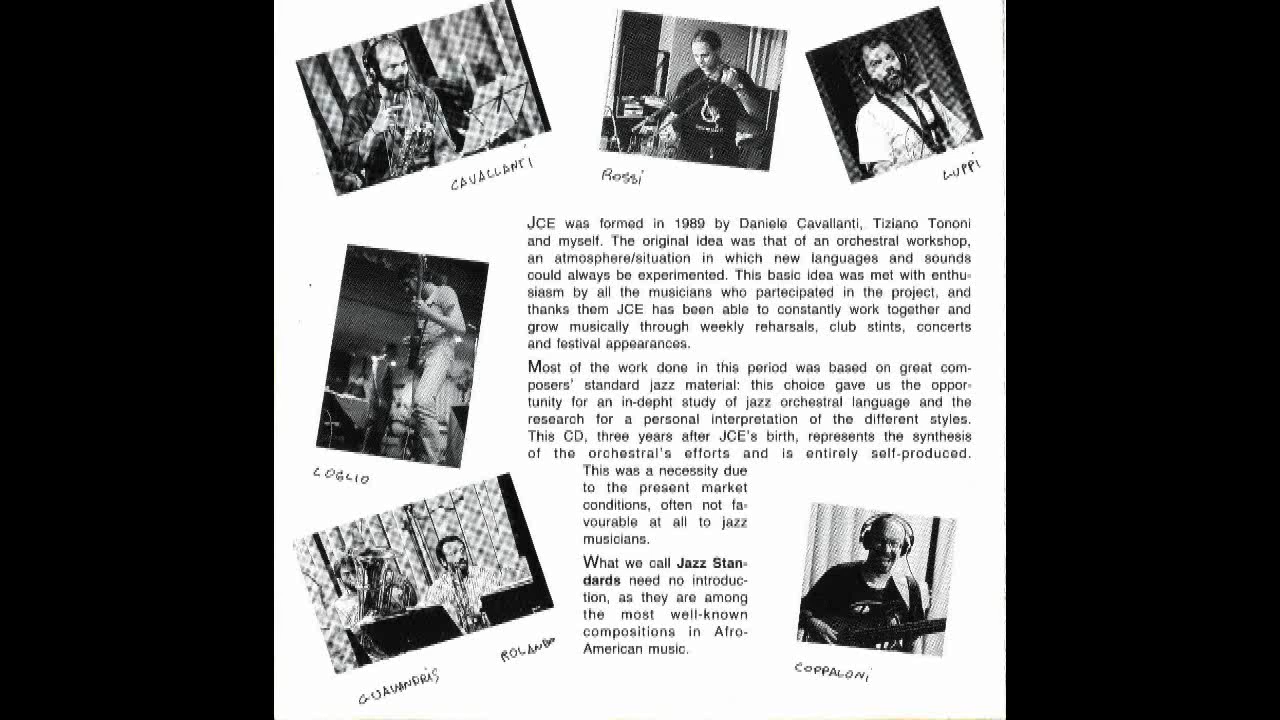 CAVALLANTI
ROSSI
LUPPI
JCE was formed in 1989 by Daniele Cavallanti, Tiziano Tononi
and myself. The original idea was that of an orchestral workshop,
an atmosphere/situation in which new languages and sounds
could always be experimented. This basic idea was met with enthu-
siasm by all the musicians who partecipated in the project, and
thanks them JCE has been able to constantly work together and
grow musically through weekly reharsals, club stints, concerts
and festival appearances.
Most of the work done in this period was based on great com-
posers' standard jazz material: this choice gave us the oppor-
tunity for an in-depht study of jazz orchestral language and the
research for a personal interpretation of the different styles.
This CD, three years after JCE's birth, represents the synthesis
of the orchestral's efforts and is entirely self-produced.
This was a necessity due
to the present market
conditions, often not fa-
vourable at all to jazz
musicians.
What we call Jazz Stan-
dards need no introduc-
tion, as they are among
the most well-known
compositions in Afro-
American music.
LOGLIO
GUAVANDRIS
ROLANDO
COPPALONI